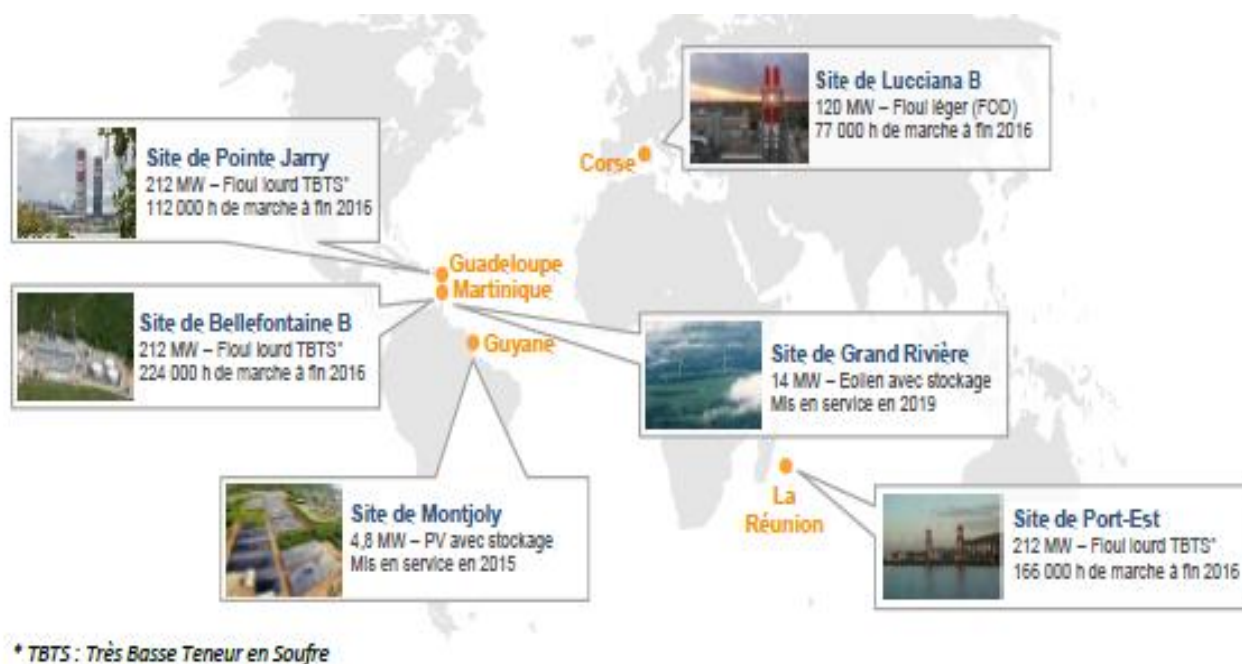 Site de Lucciana B
120 MW – Fioul léger (FOD)
77 000 h de marche à fin 2016
Corse
Site de Pointe Jarry
212 MW – Fioul lourd TBTS*
112 000 h de marche à fin 2016
Guadeloupe
Martinique
Site de Bellefontaine B
212 MW – Fioul lourd TBTS*
224 000 h de marche à fin 2016
Guyane
Site de Grand Rivière
14 MW – Eolien avec stockage
Mis en service en 2019
La
Réunion
Site de Montjoly
4,8 MW – PV avec stockage
Mis en service en 2015
Site de Port-Est
212 MW – Fioul lourd TBTS*
166 000 h de marche à fin 2016
* TBTS : Très Basse Teneur en Soufre